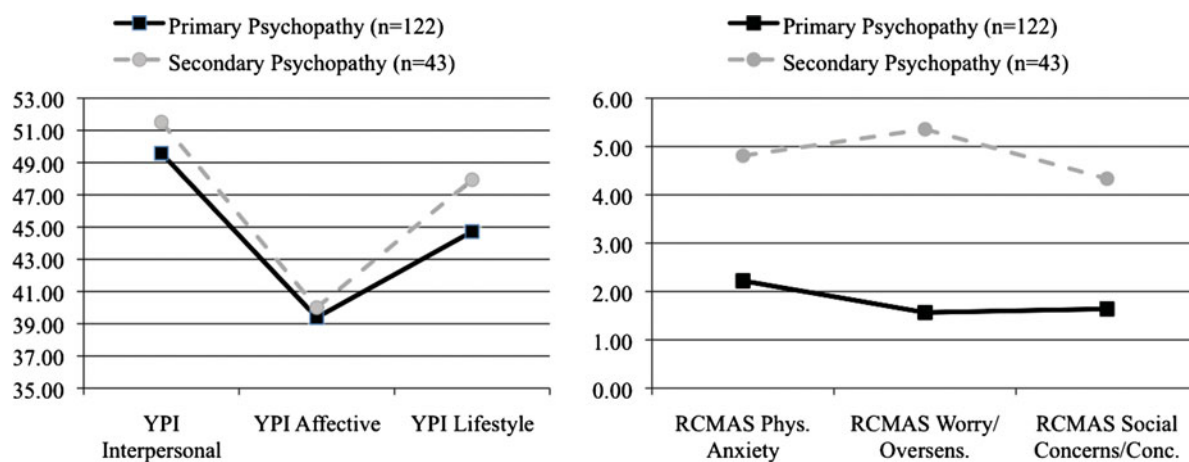 Primary Psychopathy (n=122)
Secondary Psychopathy (n=43)
53.00
51.00
49.00
47.00
45.00
43.00
41.00
39.00
37.00
35.00
YPI
Interpersonal
YPI Affective
YPI Lifestyle
Primary Psychopathy (n=122)
Secondary Psychopathy (n=43)
6.00
5.00
4.00
3.00
2.00
1.00
0.00
RCMAS Phys.
Anxiety
RCMAS Worry/
Oversens.
RCMAS Social
Concerns/Conc.